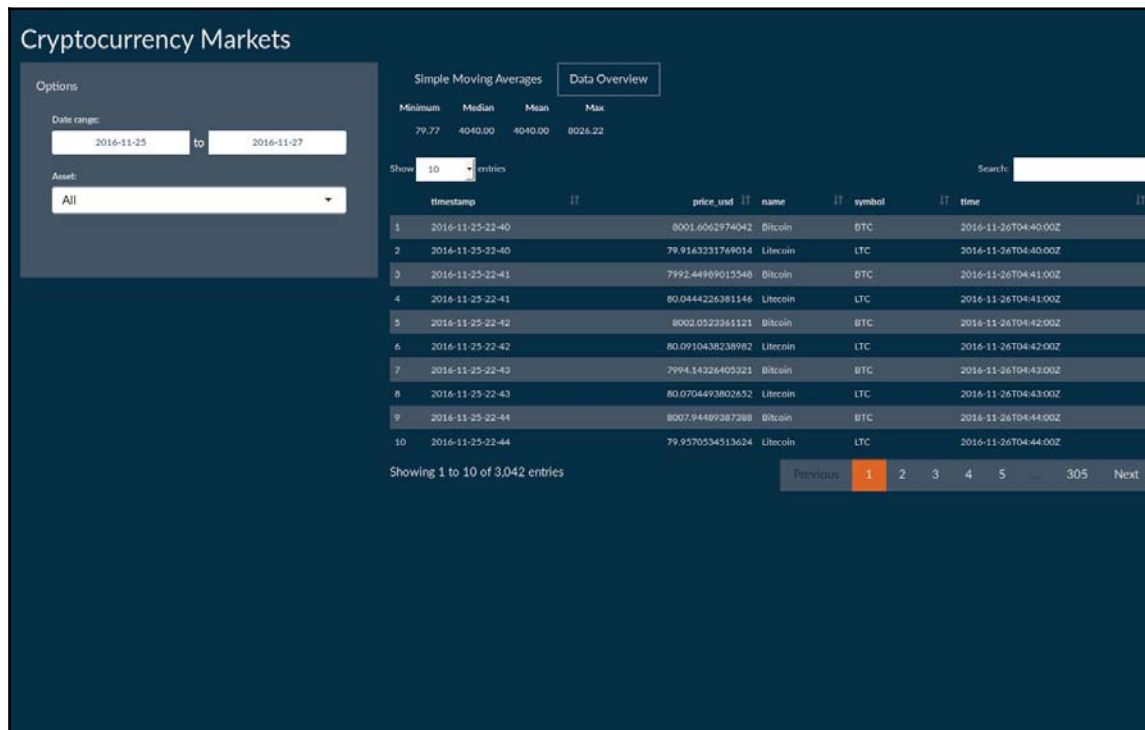 Cryptocurrency Markets
Options
Date range:
2016-11-25 to 2016-11-27
Asset:
All
Simple Moving Averages Data Overview
Minimum Median Mean Max
79.77 4040.00 4040.00 8026.22
Show 10 entries Search:
timestamp price_usd name symbol time
1 2016-11-25-22-40 8001.6062974042 Bitcoin BTC 2016-11-26T04:40:00Z
2 2016-11-25-22-40 79.9163231769014 Litecoin LTC 2016-11-26T04:40:00Z
3 2016-11-25-22-41 7992.44989015548 Bitcoin BTC 2016-11-26T04:41:00Z
4 2016-11-25-22-41 80.0444226381146 Litecoin LTC 2016-11-26T04:41:00Z
5 2016-11-25-22-42 8002.0523361121 Bitcoin BTC 2016-11-26T04:42:00Z
6 2016-11-25-22-42 80.0910438238982 Litecoin LTC 2016-11-26T04:42:00Z
7 2016-11-25-22-43 7994.14326405321 Bitcoin BTC 2016-11-26T04:43:00Z
8 2016-11-25-22-43 80.0704493802652 Litecoin LTC 2016-11-26T04:43:00Z
9 2016-11-25-22-44 8007.94489387388 Bitcoin BTC 2016-11-26T04:44:00Z
10 2016-11-25-22-44 79.9570534513624 Litecoin LTC 2016-11-26T04:44:00Z
Showing 1 to 10 of 3,042 entries Previous 1 2 3 4 5 … 305 Next